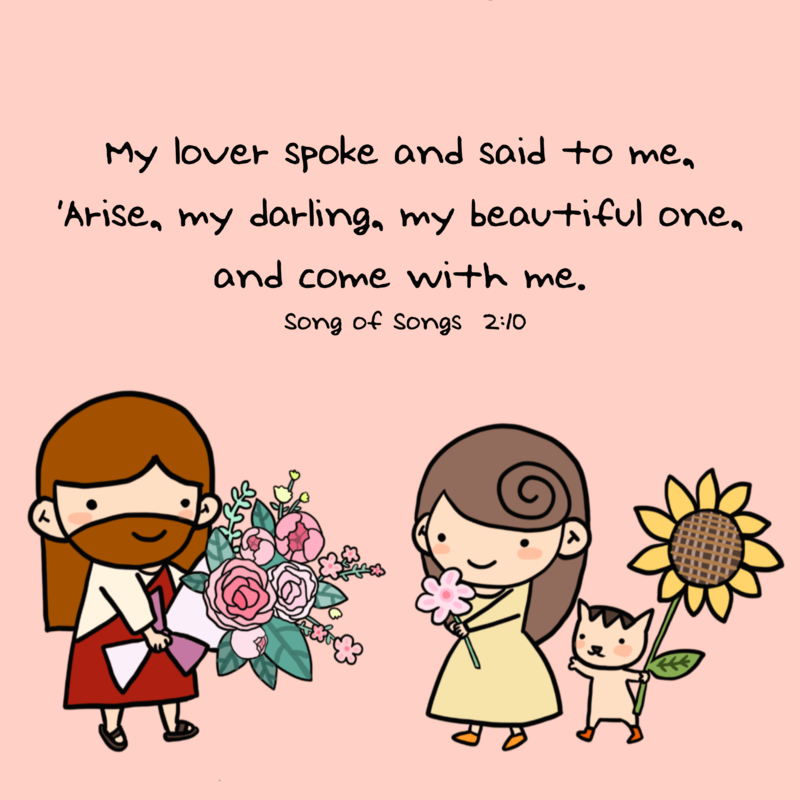 My lover spoke and said to me,
'Arise, my darling, my beautiful one,
and come with me.
Song of Songs 2:10